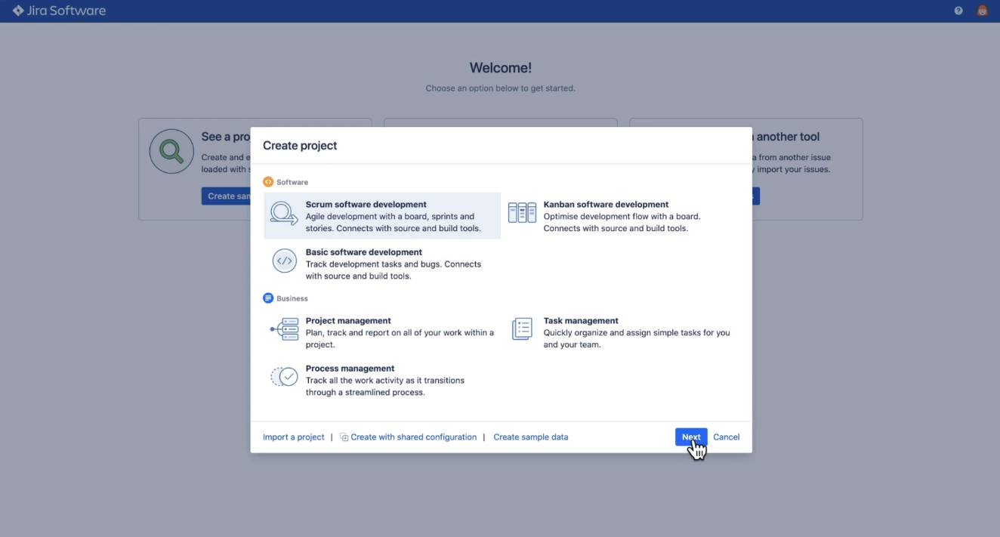 Jira Software
Welcome!
Choose an option below to get started.
See a pro
Create and e
loaded with s
Create san
another tool
a from another issue
import your issues.
Create project
Software
Scrum software development
Agile development with a board, sprints and
stories. Connects with source and build tools.
Kanban software development
Optimise development flow with a board.
Connects with source and build tools.
Basic software development
Track development tasks and bugs. Connects
with source and build tools.
Business
Project management
Plan, track and report on all of your work within a
project.
Task management
Quickly organize and assign simple tasks for you
and your team.
Process management
Track all the work activity as it transitions
through a streamlined process.
Import a project | Create with shared configuration | Create sample data
Next Cancel